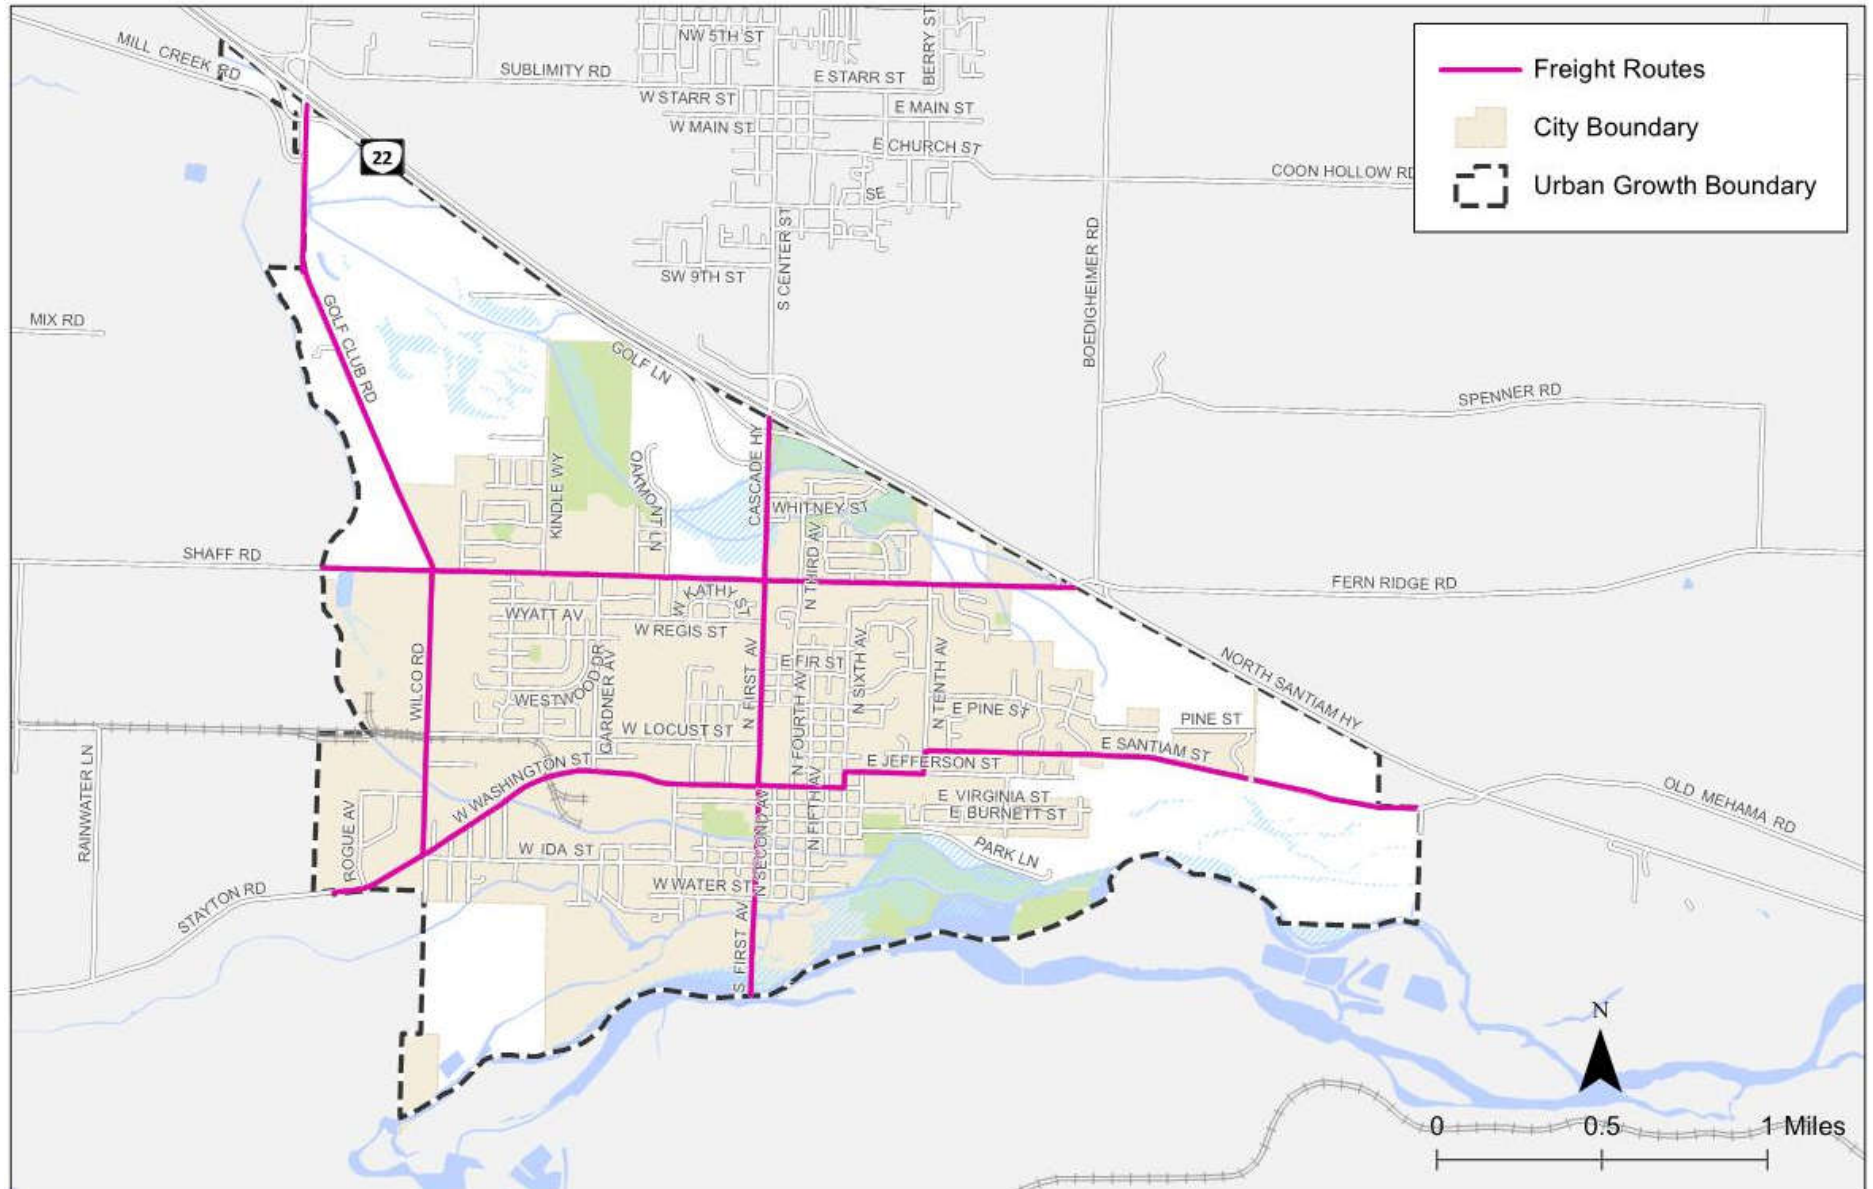 Freight Routes
City Boundary
Urban Growth Boundary
NW 5TH ST
BERRY ST
MILL CREEK RD
SUBLIMITY RD
E STARR ST
W STARR ST
E MAIN ST
W MAIN ST
E CHURCH ST
22
COON HOLLOW RD
SE
S CENTER ST
SW 9TH ST
BOEDIGHEIMER RD
MIX RD
GOLF CLUB RD
GOLF LN
SPENNER RD
CASCADE HY
OAKMONT LN
KINDLE WY
WHITNEY ST
N THIRD AV
SHAFF RD
FERN RIDGE RD
W KATHY ST
WYATT AV
W REGIS ST
WILCO RD
WESTWOOD DR
GARDNER AV
N FIRST AV
E FIR ST
N FOURTH AV
N SIXTH AV
N TENTH AV
NORTH SANTIAM HY
E PINE ST
PINE ST
W LOCUST ST
E SANTIAM ST
E JEFFERSON ST
W WASHINGTON ST
RAINWATER LN
ROGUE AV
N SECOND AV
N FIFTH AV
E VIRGINIA ST
E BURNETT ST
OLD MEHAMA RD
W IDA ST
PARK LN
W WATER ST
STAYTON RD
S FIRST AV
N
0 0.5 1 Miles